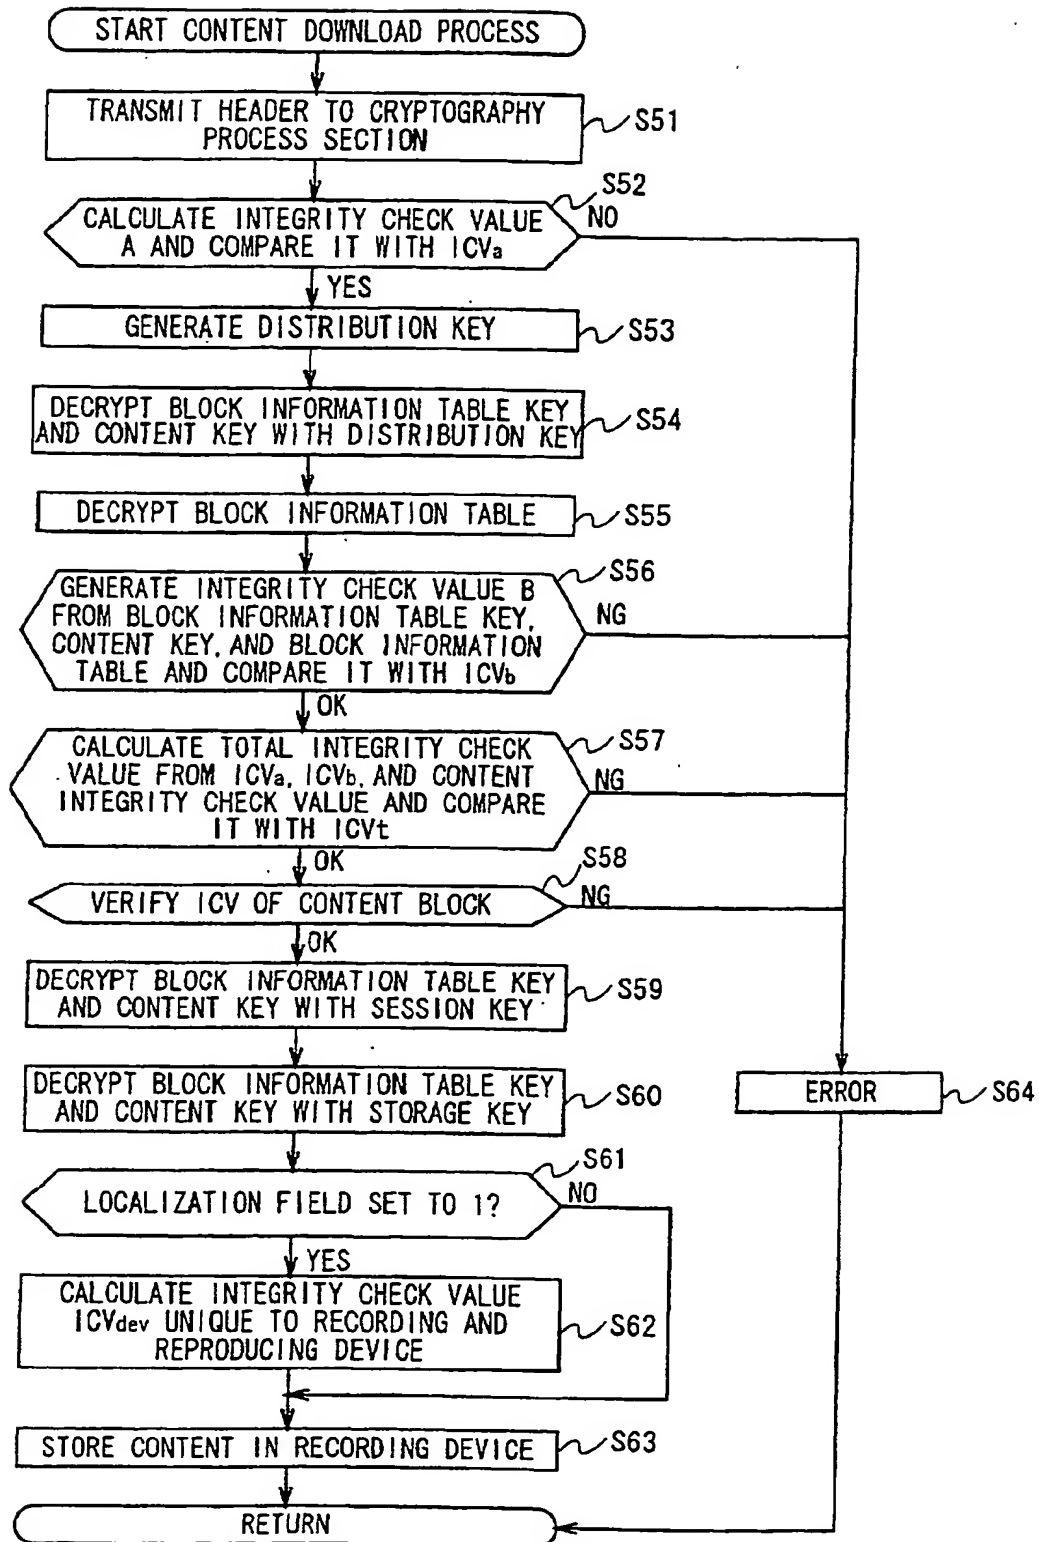 START CONTENT DOWNLOAD PROCESS
TRANSMIT HEADER TO CRYPTOGRAPHY
PROCESS SECTION
S51
S52
CALCULATE INTEGRITY CHECK VALUE
A AND COMPARE IT WITH ICVa
NO
YES
GENERATE DISTRIBUTION KEY
S53
DECRYPT BLOCK INFORMATION TABLE KEY
AND CONTENT KEY WITH DISTRIBUTION KEY
S54
DECRYPT BLOCK INFORMATION TABLE
S55
S56
GENERATE INTEGRITY CHECK VALUE B
FROM BLOCK INFORMATION TABLE KEY,
CONTENT KEY, AND BLOCK INFORMATION
TABLE AND COMPARE IT WITH ICVb
NG
OK
S57
CALCULATE TOTAL INTEGRITY CHECK
VALUE FROM ICVa, ICVb, AND CONTENT
INTEGRITY CHECK VALUE AND COMPARE
IT WITH ICVt
NG
OK
S58
VERIFY ICV OF CONTENT BLOCK
NG
OK
DECRYPT BLOCK INFORMATION TABLE KEY
AND CONTENT KEY WITH SESSION KEY
S59
DECRYPT BLOCK INFORMATION TABLE KEY
AND CONTENT KEY WITH STORAGE KEY
S60
ERROR
S64
S61
LOCALIZATION FIELD SET TO 1?
NO
YES
CALCULATE INTEGRITY CHECK VALUE
ICVdev UNIQUE TO RECORDING AND
REPRODUCING DEVICE
S62
STORE CONTENT IN RECORDING DEVICE
S63
RETURN